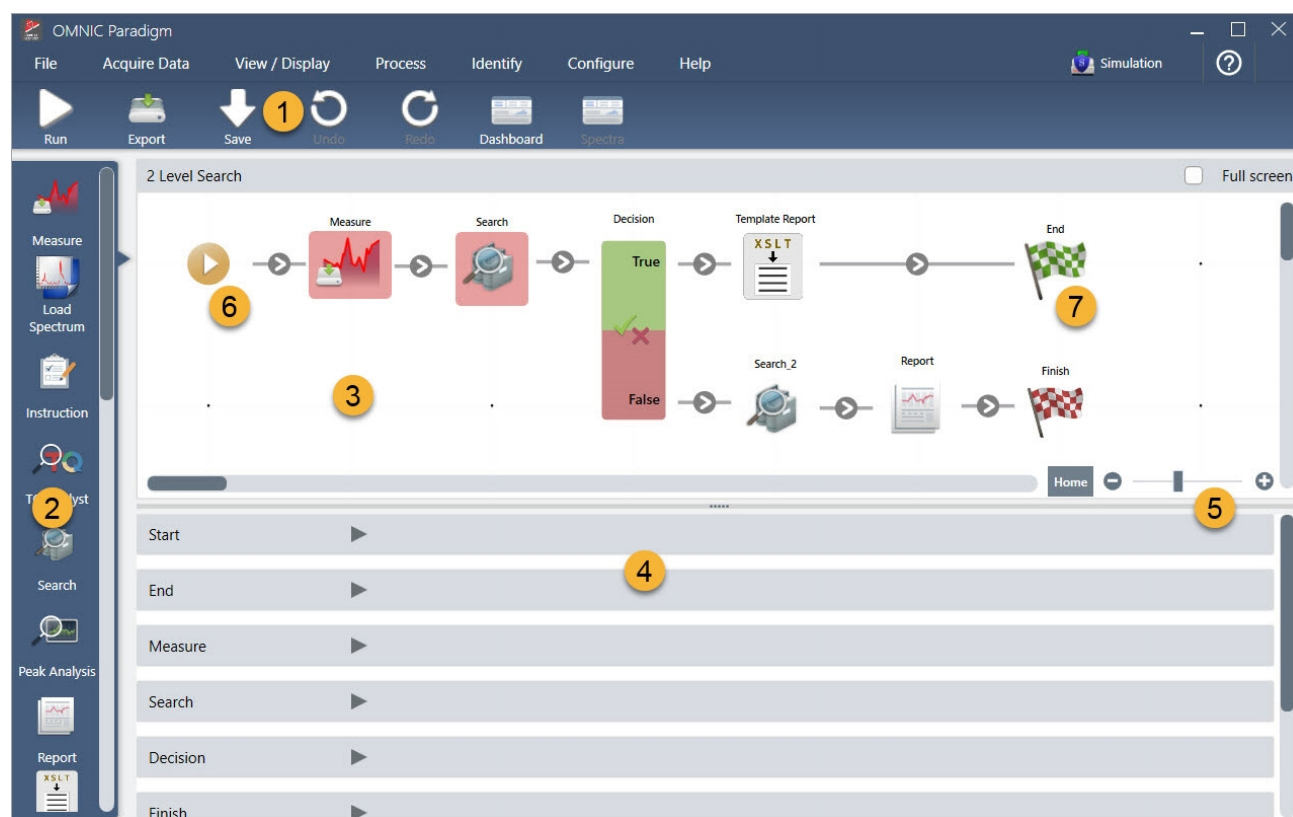 OMNIC Paradigm
File Acquire Data View / Display Process Identify Configure Help Simulation ?
Run Export Save 1 Undo Redo Dashboard Spectra
2 Level Search Full screen
Measure
Load
Spectrum
Instruction
2
Search
Peak Analysis
Report
XSLT
Measure Search Decision Template Report End
True XSLT
6 7
3
Search_2 Report Finish
False
Home 5
Start
4
End
Measure
Search
Decision
Finish